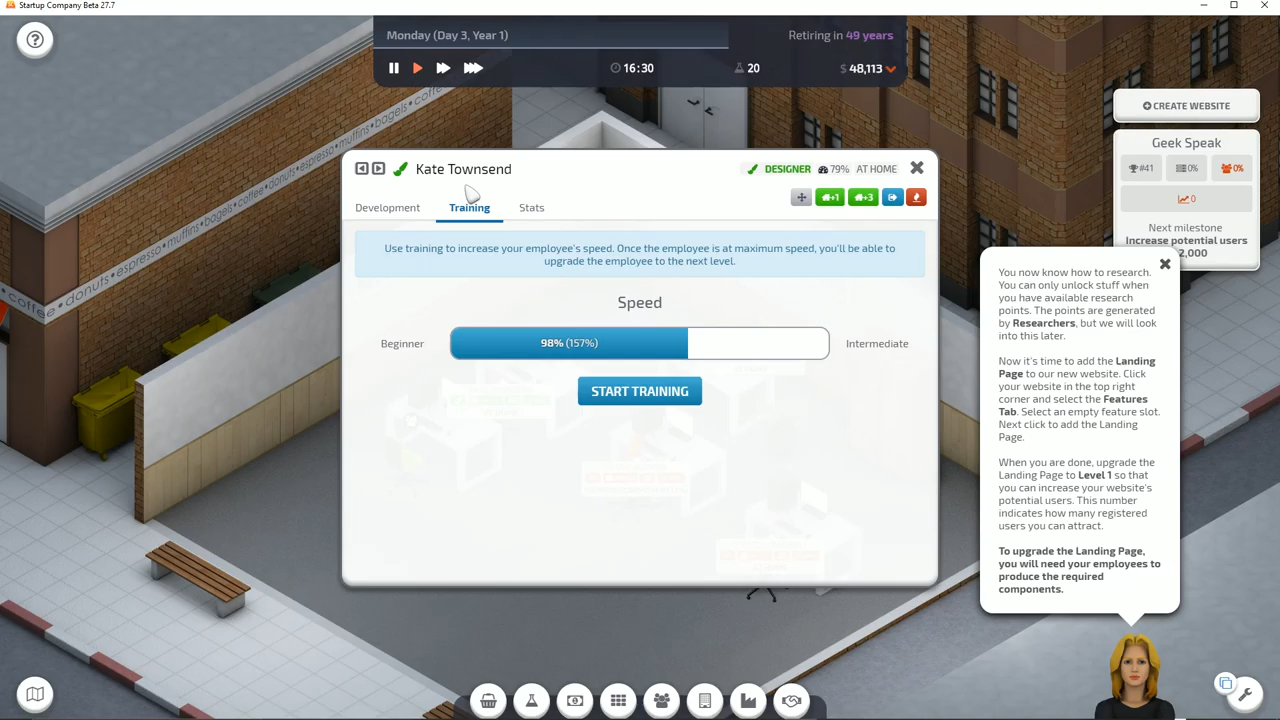 Startup Company Beta 27.7
Monday (Day 3, Year 1)
Retiring in 49 years
16:30
20
$ 48,113
CREATE WEBSITE
Geek Speak
#41
0%
0%
0
Next milestone
Increase potential users
2,000
Kate Townsend
DESIGNER
79%
AT HOME
+1
+3
Development
Training
Stats
Use training to increase your employee's speed. Once the employee is at maximum speed, you'll be able to
upgrade the employee to the next level.
Speed
Beginner
98% (157%)
Intermediate
START TRAINING
You now know how to research.
You can only unlock stuff when
you have available research
points. The points are generated
by Researchers, but we will look
into this later.
Now it's time to add the Landing
Page to our new website. Click
your website in the top right
corner and select the Features
Tab. Select an empty feature slot.
Next click to add the Landing
Page.
When you are done, upgrade the
Landing Page to Level 1 so that
you can increase your website's
potential users. This number
indicates how many registered
users you can attract.
To upgrade the Landing Page,
you will need your employees to
produce the required
components.
coffee • donuts • espresso • muffins • bagels • coffee • donuts